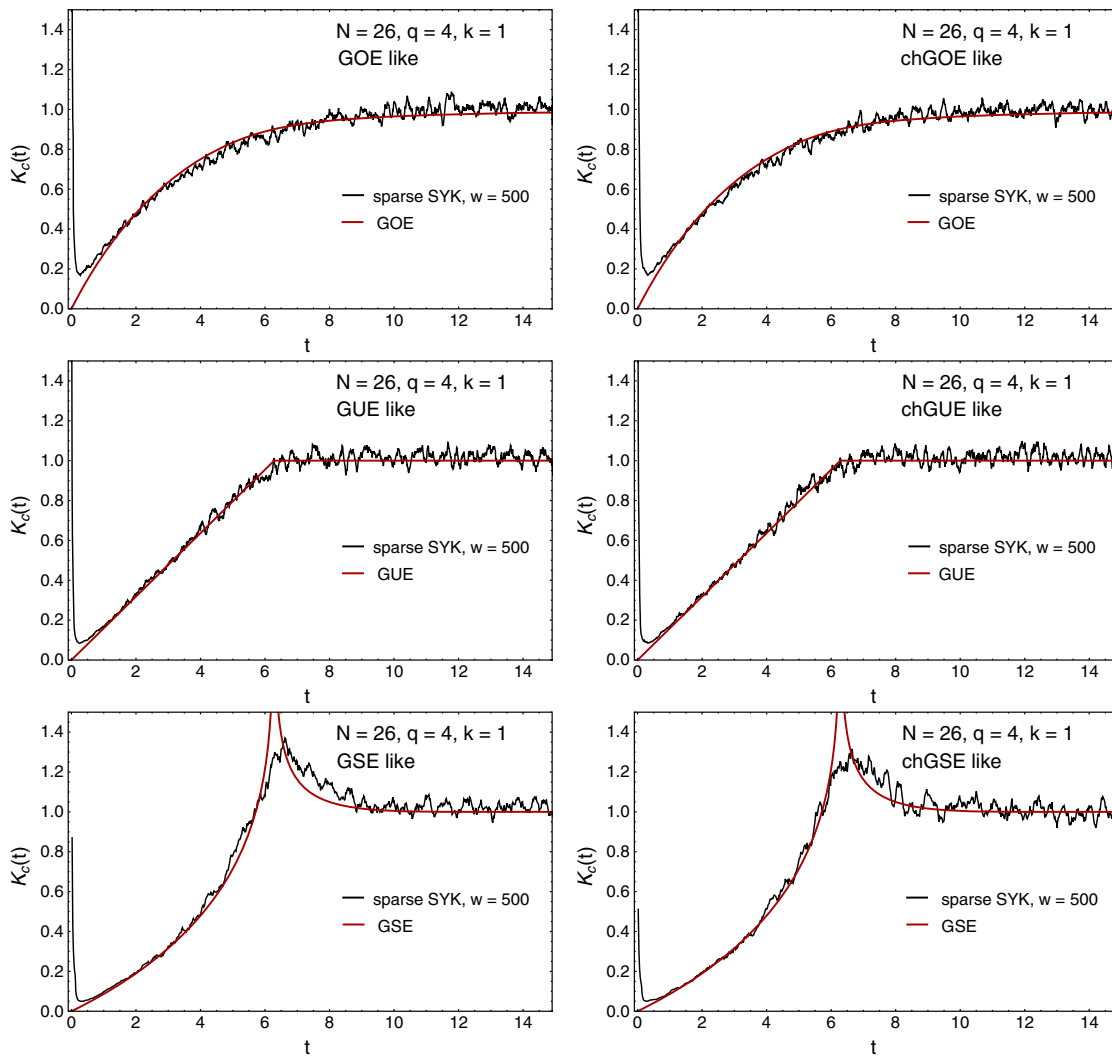 N = 26, q = 4, k = 1
GOE like
K_c(t)
1.4
1.2
1.0
0.8
0.6
0.4
0.2
0.0
sparse SYK, w = 500
GOE
0 2 4 6 8 10 12 14
t
N = 26, q = 4, k = 1
chGOE like
K_c(t)
1.4
1.2
1.0
0.8
0.6
0.4
0.2
0.0
sparse SYK, w = 500
GOE
0 2 4 6 8 10 12 14
t
N = 26, q = 4, k = 1
GUE like
K_c(t)
1.4
1.2
1.0
0.8
0.6
0.4
0.2
0.0
sparse SYK, w = 500
GUE
0 2 4 6 8 10 12 14
t
N = 26, q = 4, k = 1
chGUE like
K_c(t)
1.4
1.2
1.0
0.8
0.6
0.4
0.2
0.0
sparse SYK, w = 500
GUE
0 2 4 6 8 10 12 14
t
N = 26, q = 4, k = 1
GSE like
K_c(t)
1.4
1.2
1.0
0.8
0.6
0.4
0.2
0.0
sparse SYK, w = 500
GSE
0 2 4 6 8 10 12 14
t
N = 26, q = 4, k = 1
chGSE like
K_c(t)
1.4
1.2
1.0
0.8
0.6
0.4
0.2
0.0
sparse SYK, w = 500
GSE
0 2 4 6 8 10 12 14
t